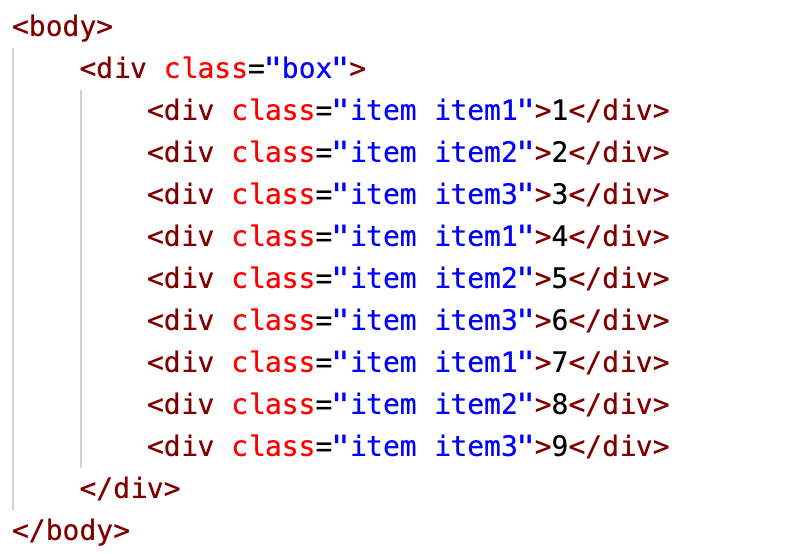 <body>
<div class="box">
<div class="item item1">1</div>
<div class="item item2">2</div>
<div class="item item3">3</div>
<div class="item item1">4</div>
<div class="item item2">5</div>
<div class="item item3">6</div>
<div class="item item1">7</div>
<div class="item item2">8</div>
<div class="item item3">9</div>
</div>
</body>